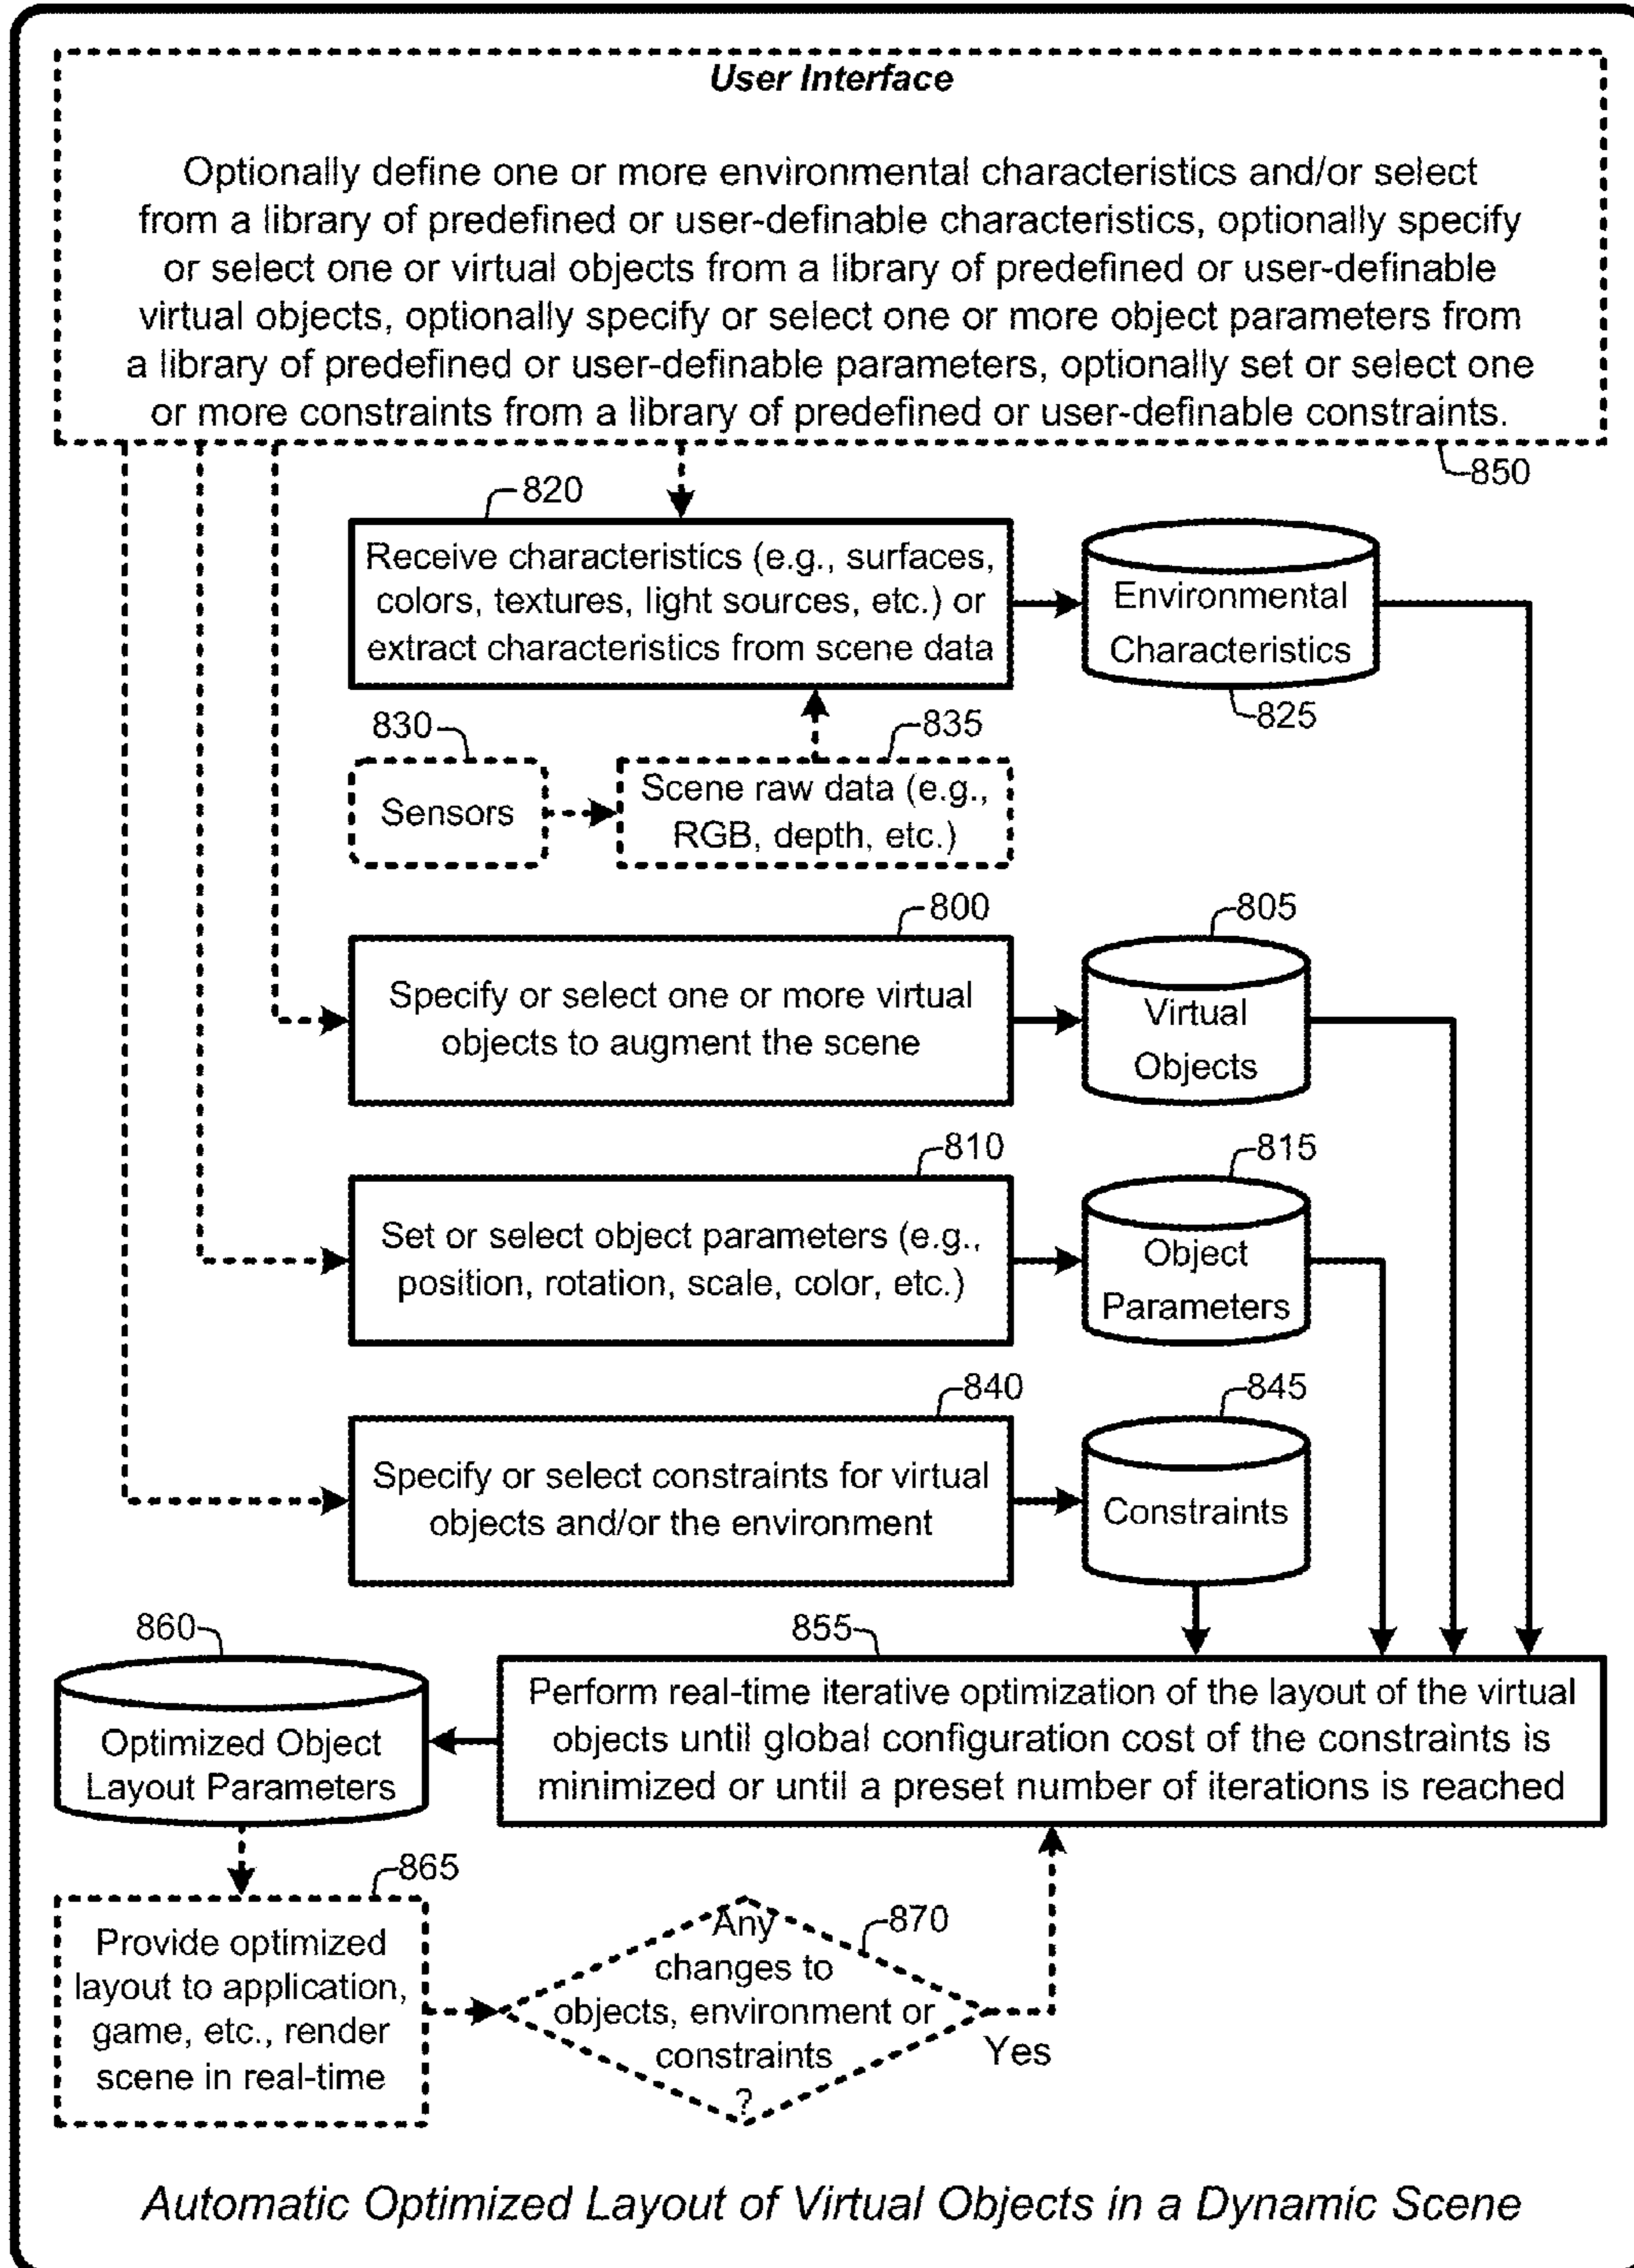 User Interface
Optionally define one or more environmental characteristics and/or select
from a library of predefined or user-definable characteristics, optionally specify
or select one or virtual objects from a library of predefined or user-definable
virtual objects, optionally specify or select one or more object parameters from
a library of predefined or user-definable parameters, optionally set or select one
or more constraints from a library of predefined or user-definable constraints.
850
820
Receive characteristics (e.g., surfaces,
colors, textures, light sources, etc.) or
extract characteristics from scene data
Environmental
Characteristics
825
830
835
Sensors
Scene raw data (e.g.,
RGB, depth, etc.)
800
805
Specify or select one or more virtual
objects to augment the scene
Virtual
Objects
810
815
Set or select object parameters (e.g.,
position, rotation, scale, color, etc.)
Object
Parameters
840
845
Specify or select constraints for virtual
objects and/or the environment
Constraints
860
855
Optimized Object
Layout Parameters
Perform real-time iterative optimization of the layout of the virtual
objects until global configuration cost of the constraints is
minimized or until a preset number of iterations is reached
865
Provide optimized
layout to application,
game, etc., render
scene in real-time
870
Any
changes to
objects, environment or
constraints
?
Yes
Automatic Optimized Layout of Virtual Objects in a Dynamic Scene